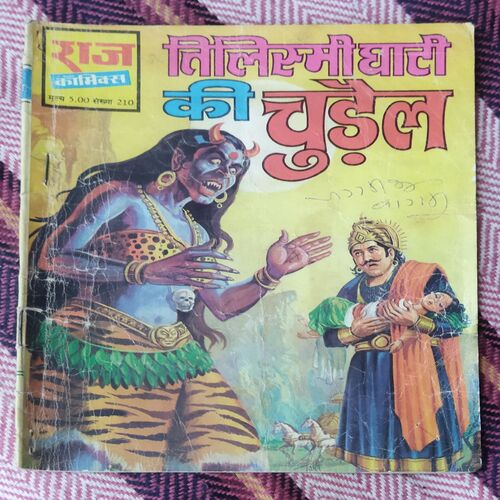 राज
कॉमिक्स
मूल्य 5.00 संख्या 210
तिलिस्मी घाटी
की चुड़ैल